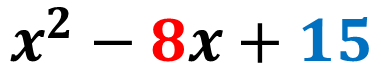 x² − 8x + 15